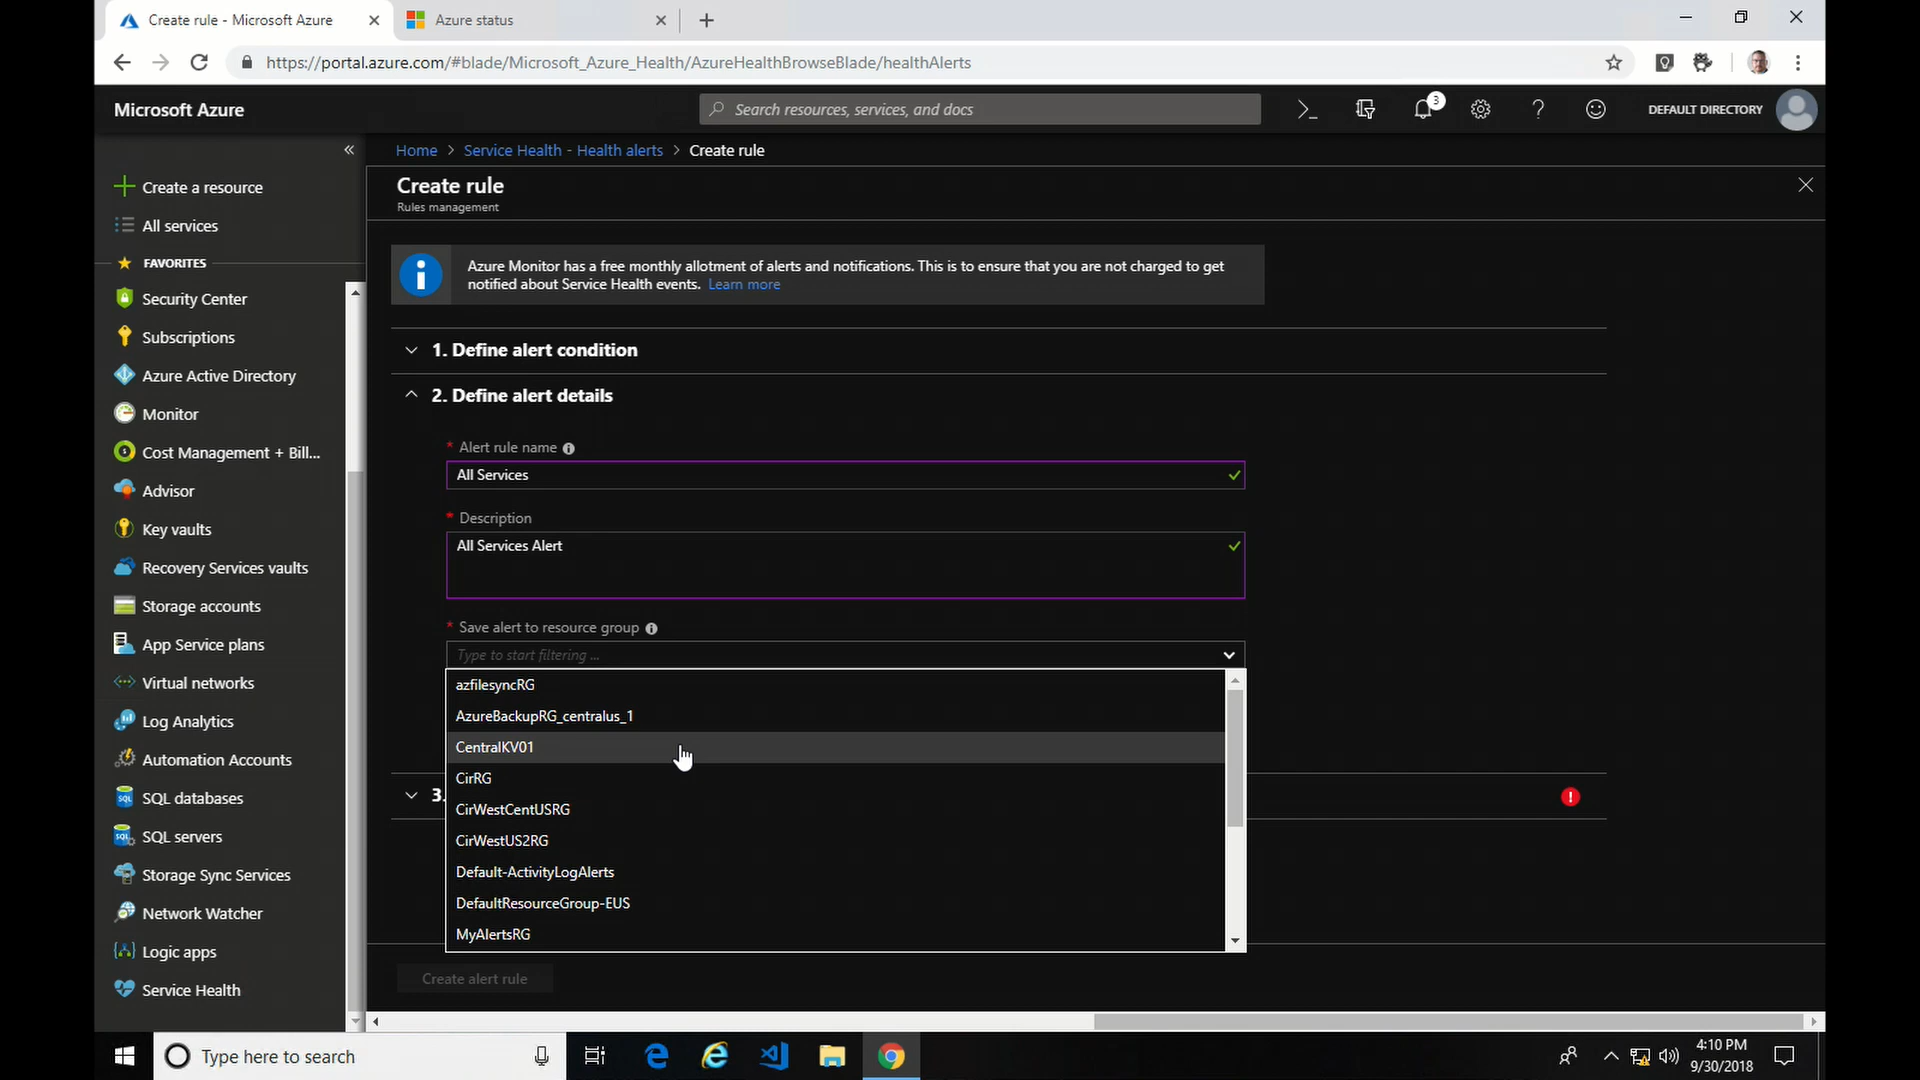 Create rule - Microsoft Azure
Azure status
https://portal.azure.com/#blade/Microsoft_Azure_Health/AzureHealthBrowseBlade/healthAlerts
Microsoft Azure
Search resources, services, and docs
3
DEFAULT DIRECTORY
Home > Service Health - Health alerts > Create rule
Create rule
Rules management
Create a resource
All services
FAVORITES
Security Center
Subscriptions
Azure Active Directory
Monitor
Cost Management + Bill...
Advisor
Key vaults
Recovery Services vaults
Storage accounts
App Service plans
Virtual networks
Log Analytics
Automation Accounts
SQL databases
SQL servers
Storage Sync Services
Network Watcher
Logic apps
Service Health
Azure Monitor has a free monthly allotment of alerts and notifications. This is to ensure that you are not charged to get
notified about Service Health events. Learn more
1. Define alert condition
2. Define alert details
* Alert rule name
All Services
* Description
All Services Alert
* Save alert to resource group
Type to start filtering ...
azfilesyncRG
AzureBackupRG_centralus_1
CentralKV01
CirRG
CirWestCentUSRG
CirWestUS2RG
Default-ActivityLogAlerts
DefaultResourceGroup-EUS
MyAlertsRG
3.
Create alert rule
Type here to search
4:10 PM
9/30/2018